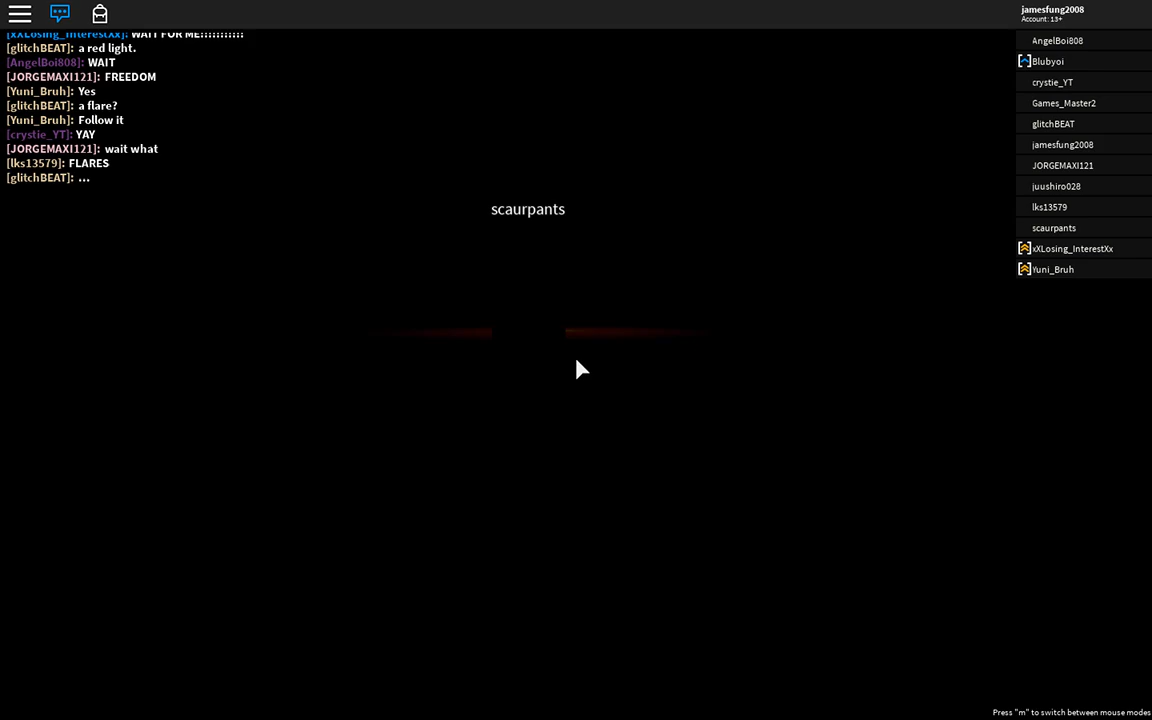 jamesfung2008
Account: 13+
[xXLosing_InterestXx]: WAIT FOR ME!!!!!!!!!!!
[glitchBEAT]: a red light.
[AngelBoi808]: WAIT
[JORGEMAXI121]: FREEDOM
[Yuni_Bruh]: Yes
[glitchBEAT]: a flare?
[Yuni_Bruh]: Follow it
[crystie_YT]: YAY
[JORGEMAXI121]: wait what
[lks13579]: FLARES
[glitchBEAT]: ...
scaurpants
AngelBoi808
Blubyoi
crystie_YT
Games_Master2
glitchBEAT
jamesfung2008
JORGEMAXI121
juushiro028
lks13579
scaurpants
xXLosing_InterestXx
Yuni_Bruh
Press "m" to switch between mouse modes